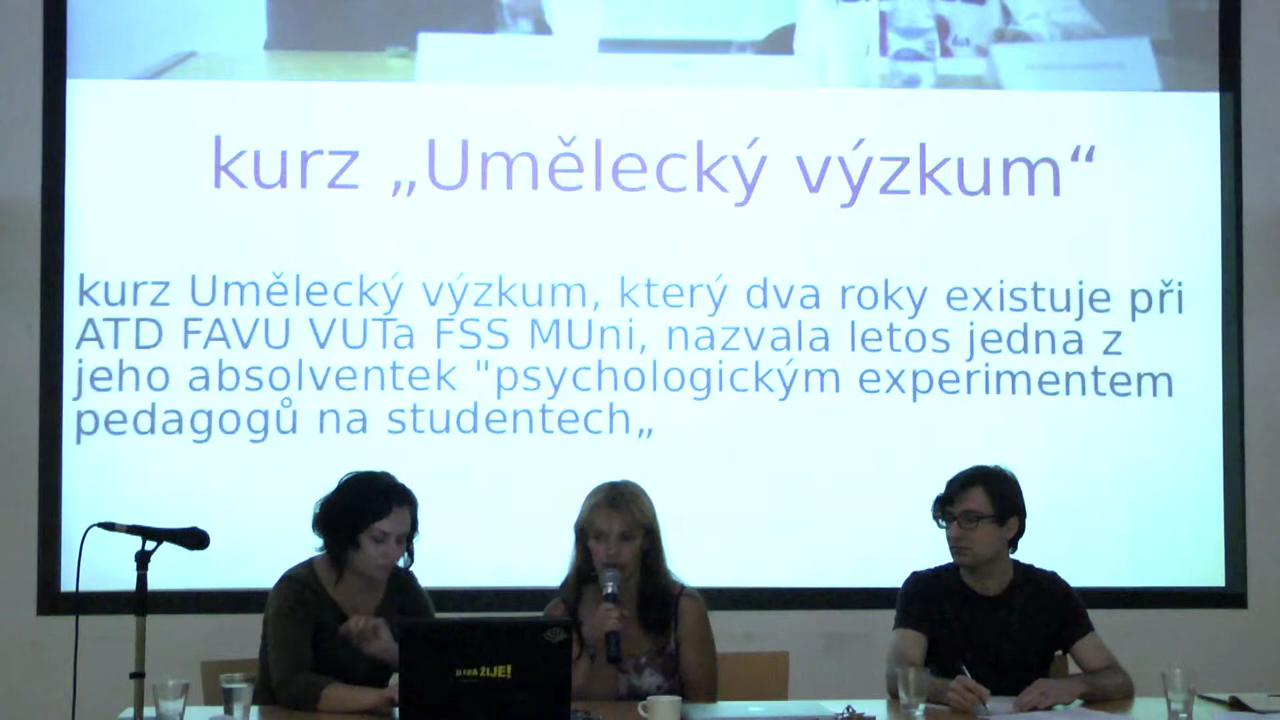 kurz „Umělecký výzkum“
kurz Umělecký výzkum, který dva roky existuje při
ATD FAVU VUTa FSS MUni, nazvala letos jedna z
jeho absolventek "psychologickým experimentem
pedagogů na studentech„
ŽIJE!